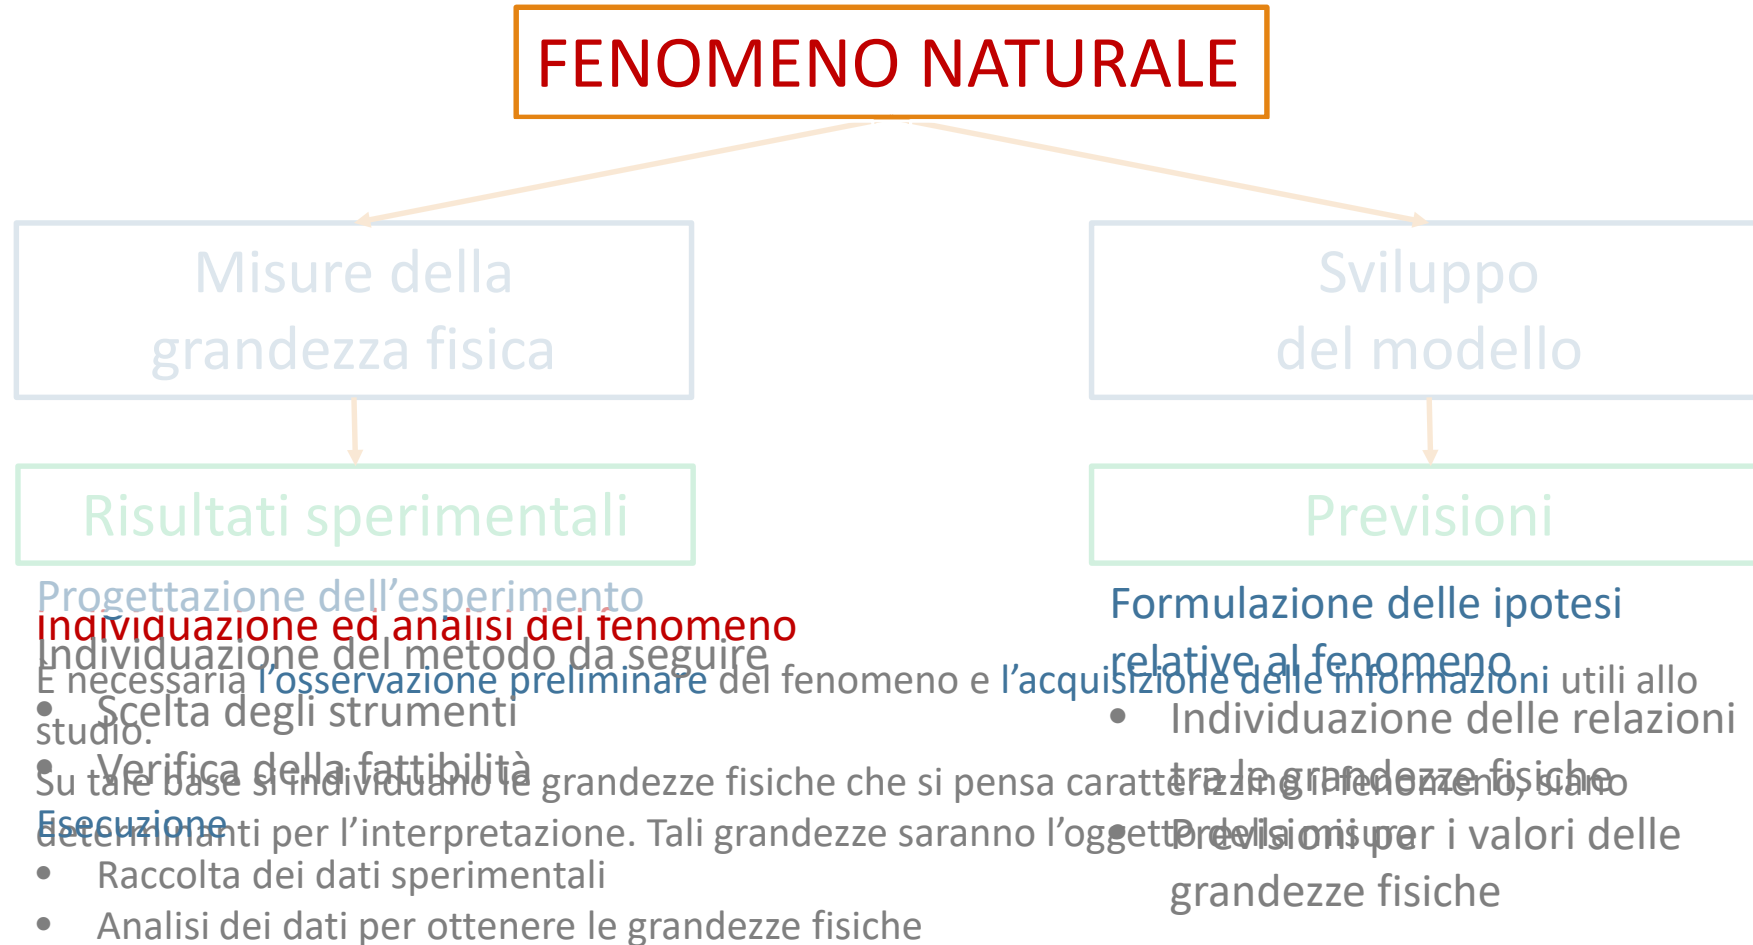 FENOMENO NATURALE
Misure della
grandezza fisica
Sviluppo
del modello
Risultati sperimentali
Previsioni
Progettazione dell’esperimento
Individuazione ed analisi del fenomeno
Individuazione del metodo da seguire
È necessaria l’osservazione preliminare del fenomeno e l’acquisizione delle informazioni utili allo
studio.
• Scelta degli strumenti
• Verifica della fattibilità
Su tale base si individuano le grandezze fisiche che si pensa caratterizzino il fenomeno, siano
determinanti per l’interpretazione. Tali grandezze saranno l’oggetto della misura
Esecuzione
• Raccolta dei dati sperimentali
• Analisi dei dati per ottenere le grandezze fisiche
Formulazione delle ipotesi
relative al fenomeno
• Individuazione delle relazioni
tra le grandezze fisiche
• Previsioni per i valori delle
grandezze fisiche